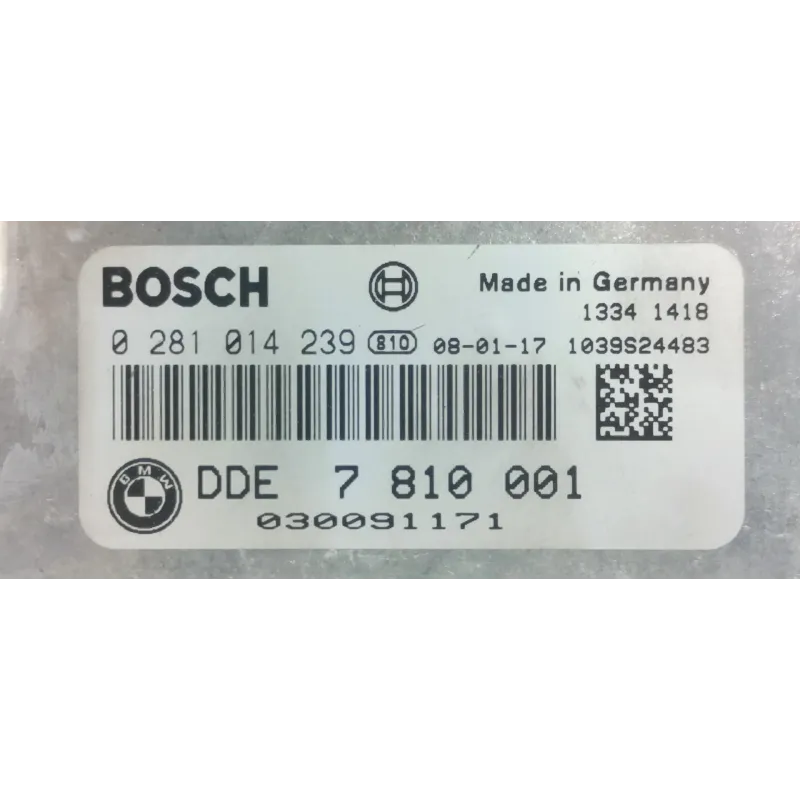 BOSCH Made in Germany
1334 1418
0 281 014 239 810 08-01-17 1039S24483
BMW DDE 7 810 001
030091171